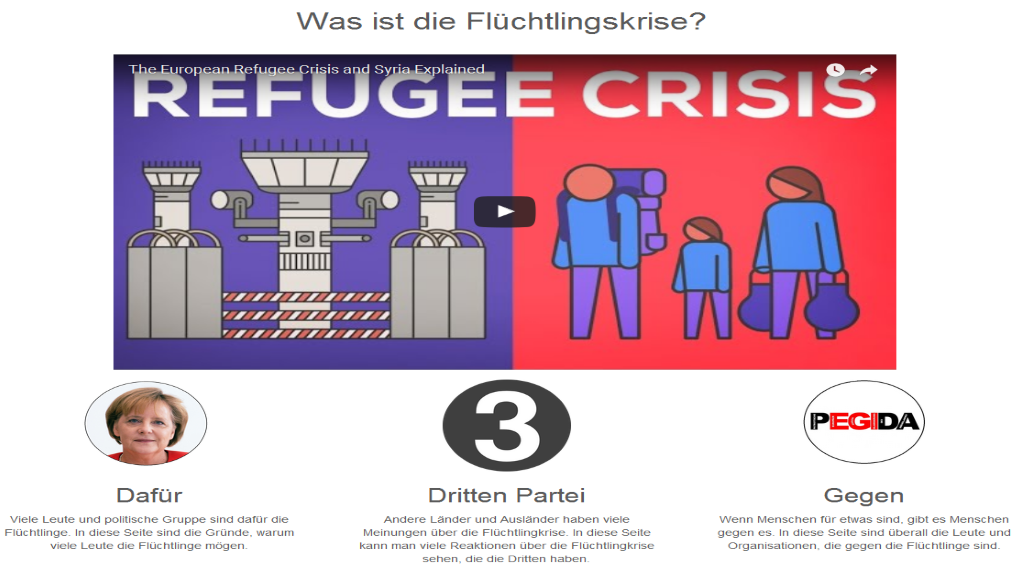 Was ist die Flüchtlingskrise?
The European Refugee Crisis and Syria Explained
REFUGEE CRISIS
3
PEGIDA
Dafür
Dritten Partei
Gegen
Viele Leute und politische Gruppe sind dafür die
Flüchtlinge. In diese Seite sind die Gründe, warum
viele Leute die Flüchtlinge mögen.
Andere Länder und Ausländer haben viele
Meinungen über die Flüchtlingkrise. In diese Seite
kann man viele Reaktionen über die Flüchtlingkrise
sehen, die die Dritten haben.
Wenn Menschen für etwas sind, gibt es Menschen
gegen es. In diese Seite sind überall die Leute und
Organisationen, die gegen die Flüchtlinge sind.